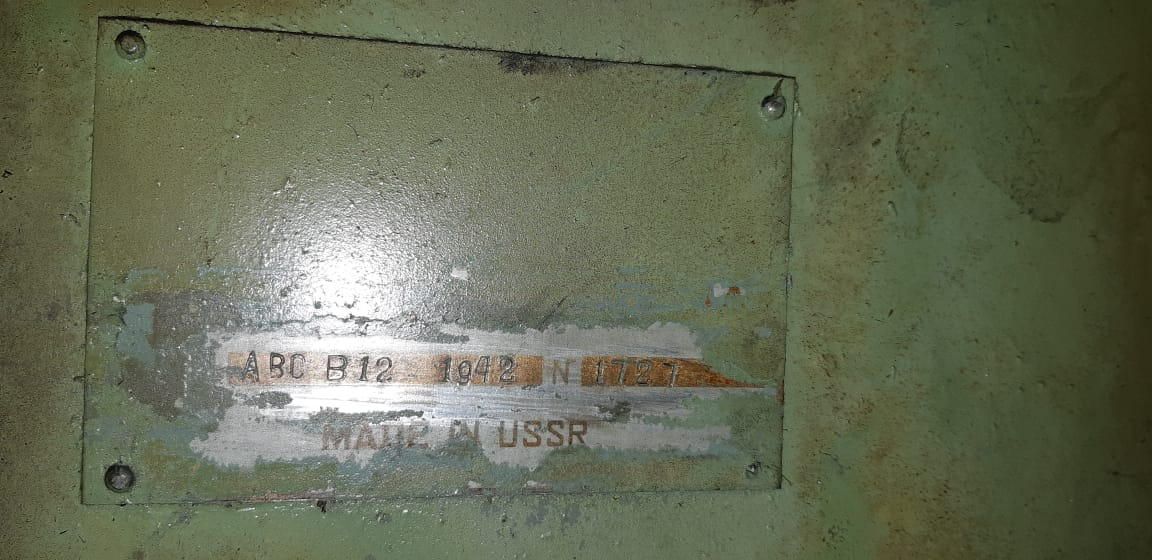 ABC B12 - 1942 N 1727
MADE IN USSR